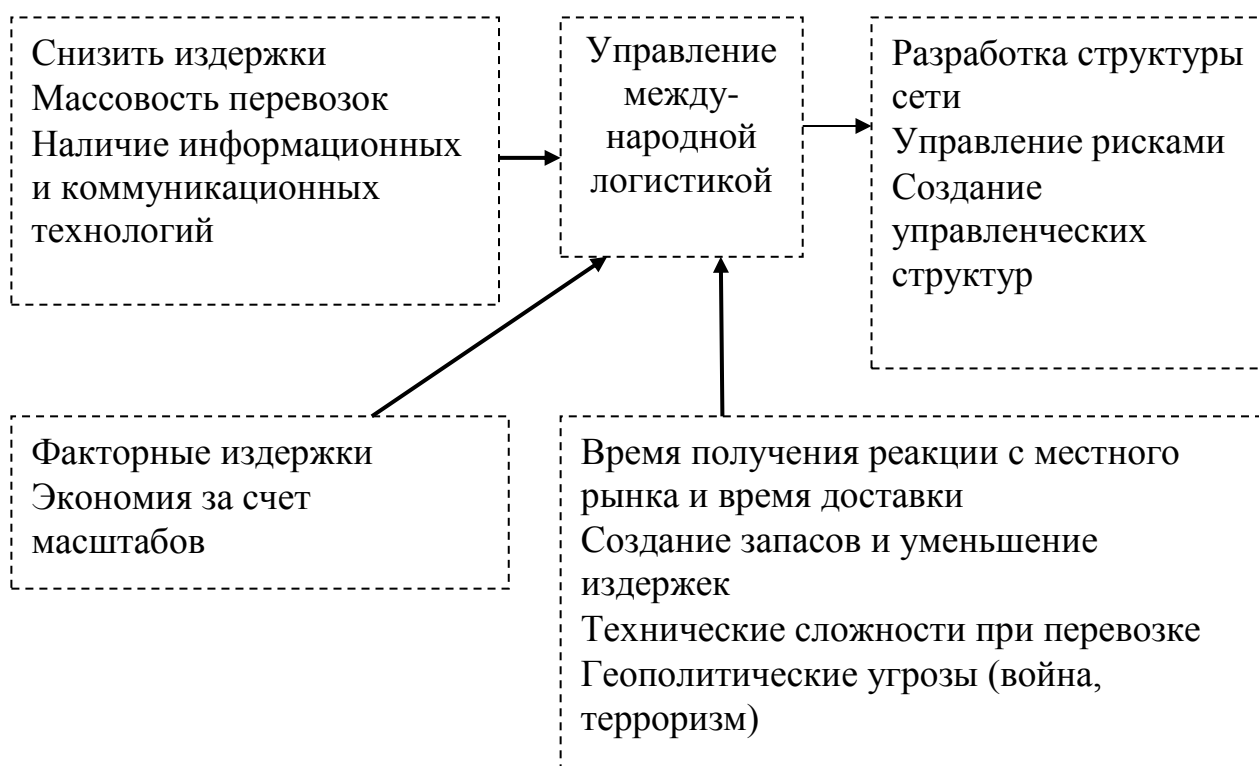 Снизить издержки
Массовость перевозок
Наличие информационных
и коммуникационных
технологий
Управление
между-
народной
логистикой
Разработка структуры
сети
Управление рисками
Создание
управленческих
структур
Факторные издержки
Экономия за счет
масштабов
Время получения реакции с местного
рынка и время доставки
Создание запасов и уменьшение
издержек
Технические сложности при перевозке
Геополитические угрозы (война,
терроризм)